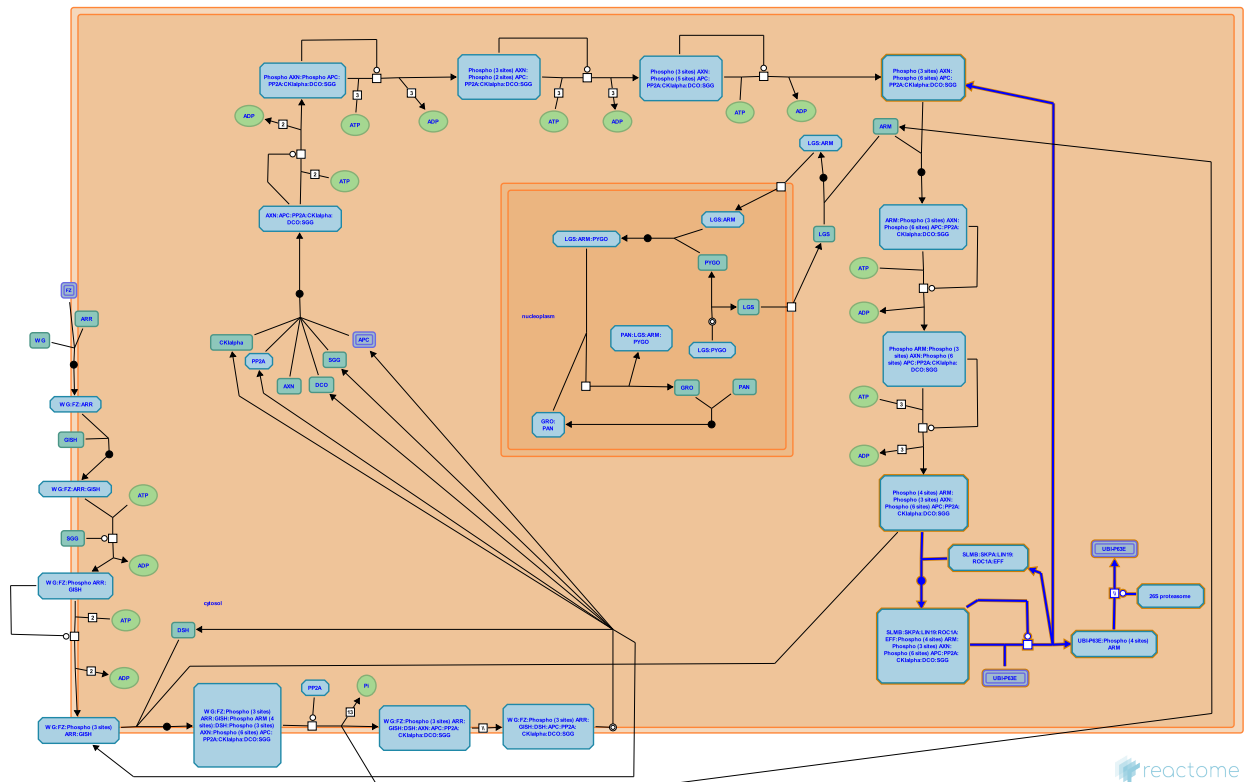 Phospho AXN:Phospho APC:
PP2A:CKIalpha:DCO:SGG
3
ATP
3
ADP
Phospho (3 sites) AXN:
Phospho (2 sites) APC:
PP2A:CKIalpha:DCO:SGG
3
ATP
3
ADP
Phospho (3 sites) AXN:
Phospho (5 sites) APC:
PP2A:CKIalpha:DCO:SGG
ATP
ADP
Phospho (3 sites) AXN:
Phospho (6 sites) APC:
PP2A:CKIalpha:DCO:SGG
ADP
2
2
ATP
AXN:APC:PP2A:CKIalpha:
DCO:SGG
ARM
LGS:ARM
LGS:ARM
LGS:ARM:PYGO
PYGO
LGS
LGS
nucleoplasm
PAN:LGS:ARM:
PYGO
LGS:PYGO
GRO
PAN
GRO:
PAN
ARM:Phospho (3 sites) AXN:
Phospho (6 sites) APC:PP2A:
CKIalpha:DCO:SGG
ATP
ADP
Phospho ARM:Phospho (3
sites) AXN:Phospho (6
sites) APC:PP2A:CKIalpha:
DCO:SGG
ATP
3
ADP
3
Phospho (4 sites) ARM:
Phospho (3 sites) AXN:
Phospho (6 sites) APC:PP2A:
CKIalpha:DCO:SGG
SLMB:SKPA:LIN19:
ROC1A:EFF
SLMB:SKPA:LIN19:ROC1A:
EFF:Phospho (4 sites) ARM:
Phospho (3 sites) AXN:
Phospho (6 sites) APC:PP2A:
CKIalpha:DCO:SGG
UBI-P63E
UBI-P63E:Phospho (4 sites)
ARM
UBI-P63E
26S proteasome
FZ
ARR
WG
WG:FZ:ARR
GISH
WG:FZ:ARR:GISH
ATP
SGG
ADP
WG:FZ:Phospho ARR:
GISH
2
ATP
2
ADP
CKIalpha
PP2A
AXN
DCO
SGG
APC
cytosol
DSH
WG:FZ:Phospho (3 sites)
ARR:GISH
WG:FZ:Phospho (3 sites)
ARR:GISH:Phospho ARM (4
sites):DSH:Phospho (3 sites)
AXN:Phospho (6 sites) APC:
PP2A:CKIalpha:DCO:SGG
PP2A
PI
13
WG:FZ:Phospho (3 sites) ARR:
GISH:DSH:AXN:APC:PP2A:
CKIalpha:DCO:SGG
WG:FZ:Phospho (3 sites) ARR:
GISH:DSH:APC:PP2A:
CKIalpha:DCO:SGG
reactome